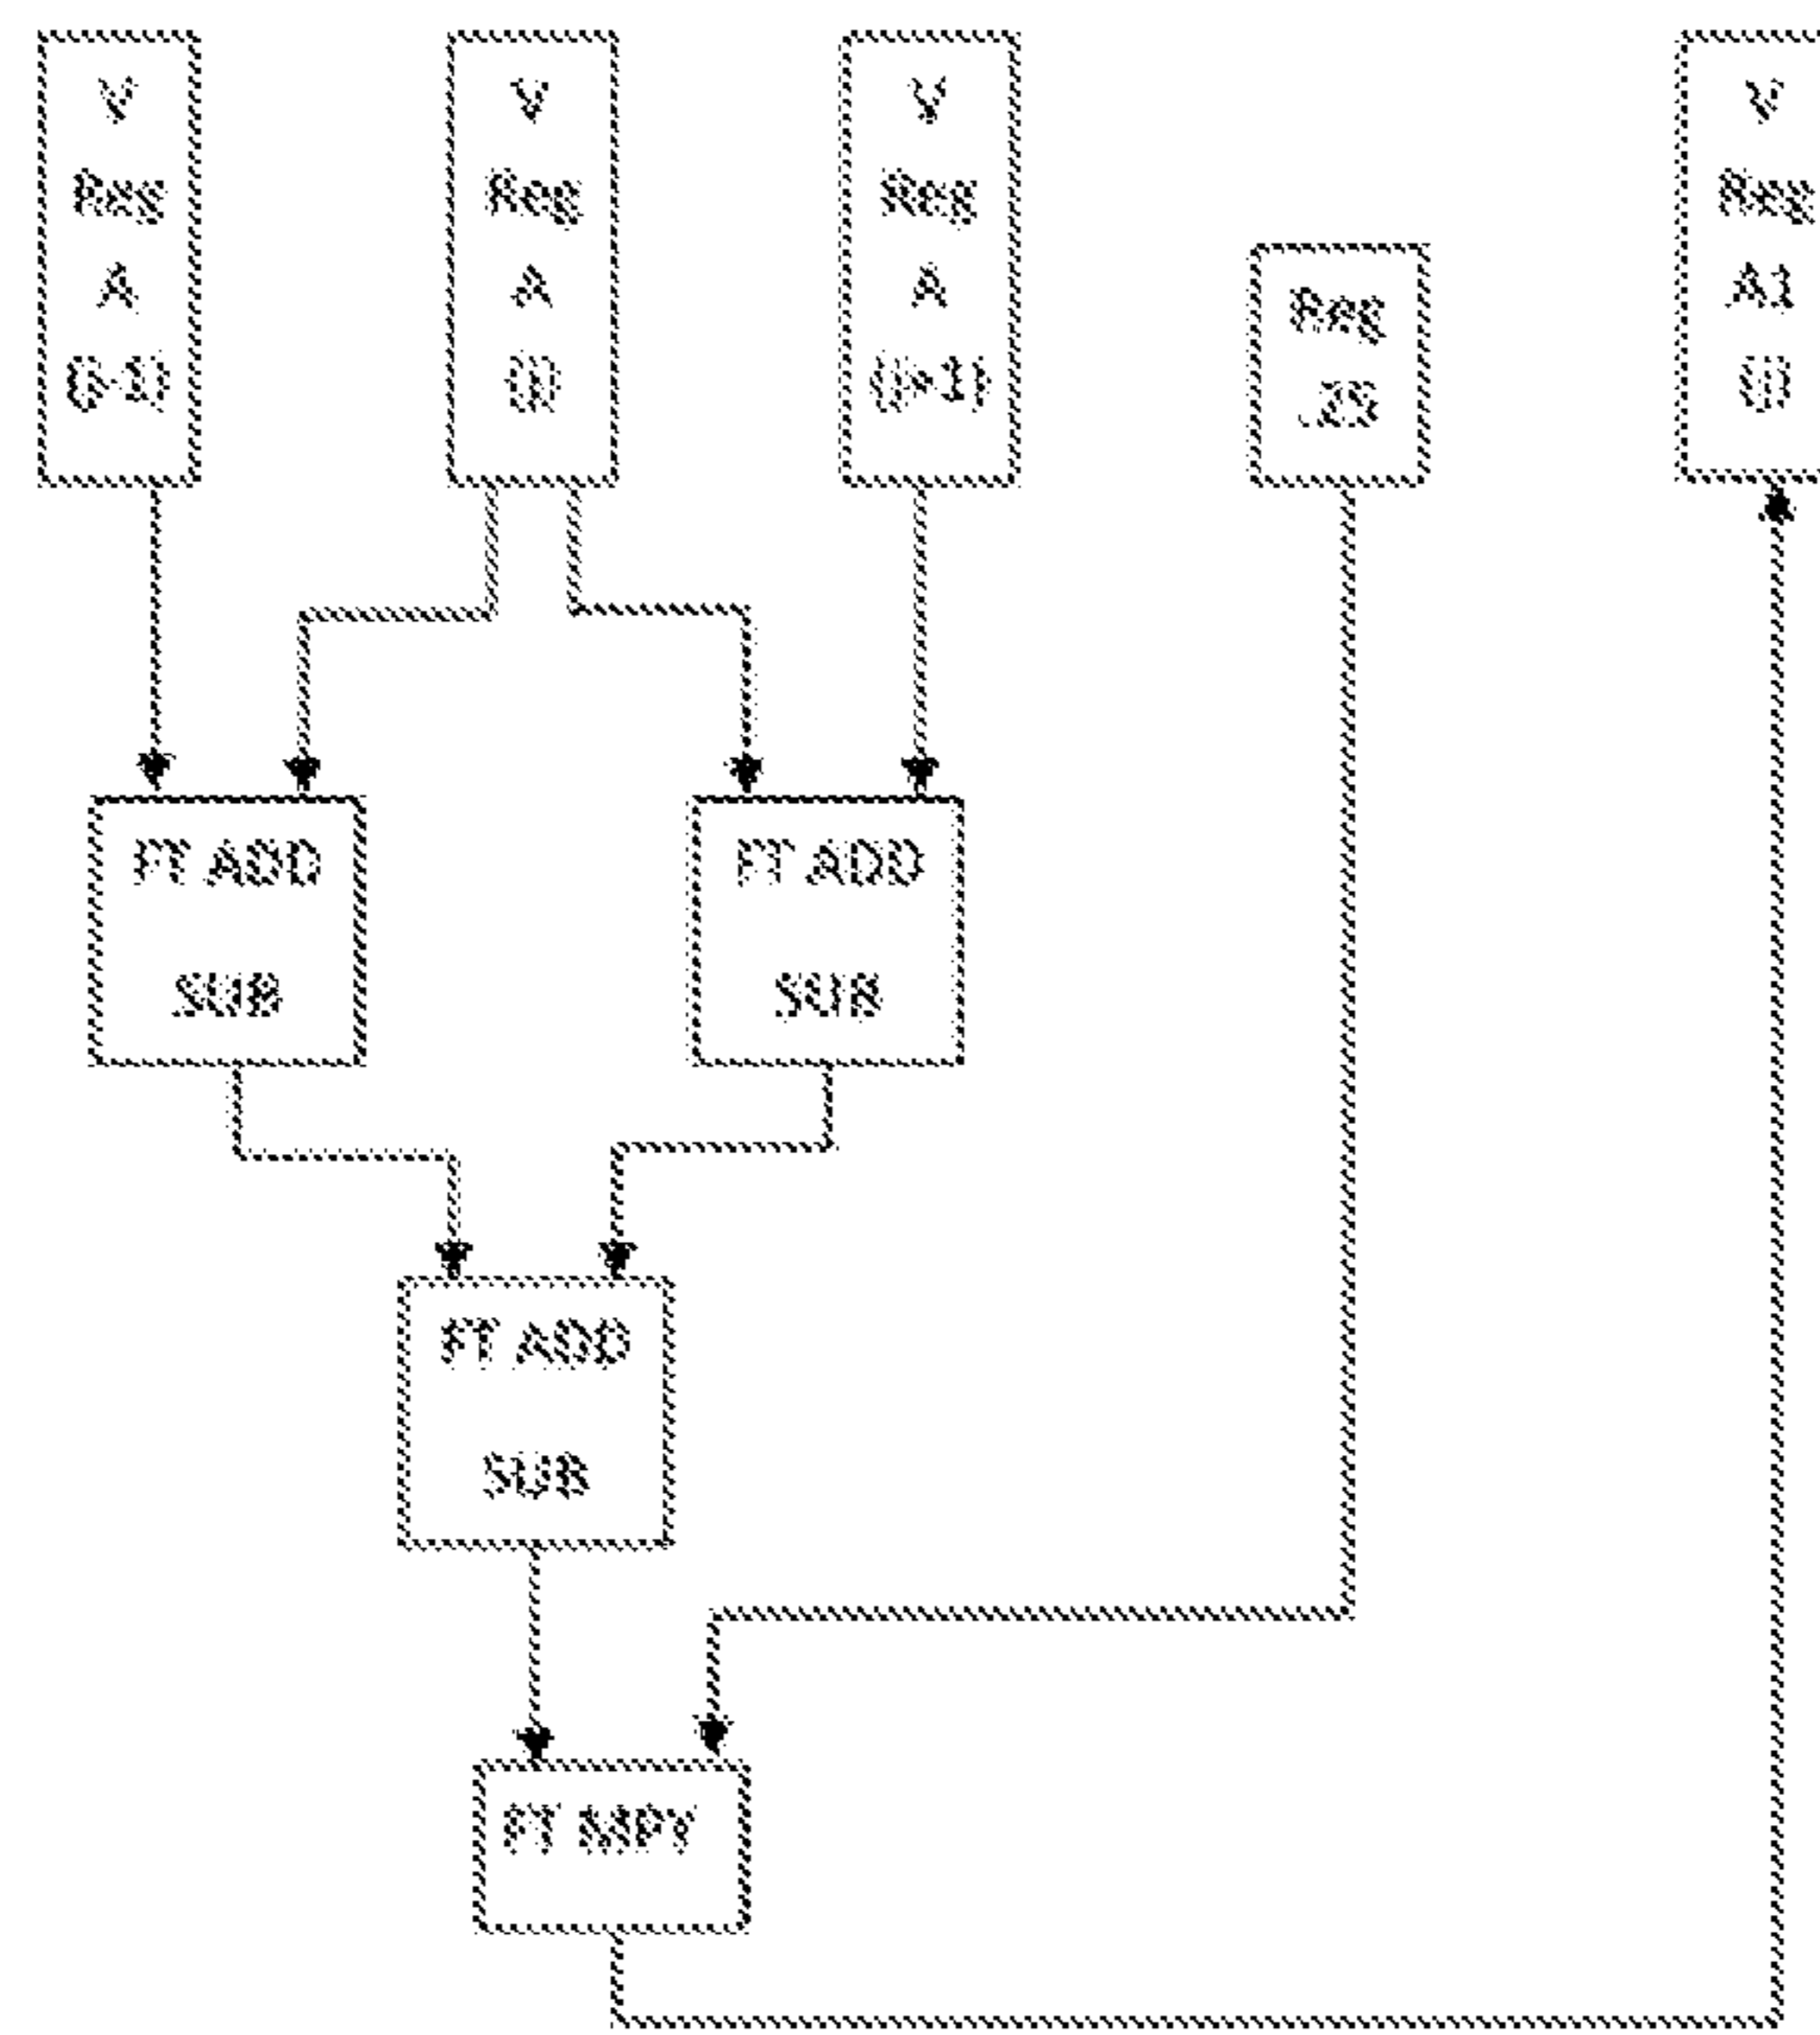 V
Reg
A
(i-1)
V
Reg
A
(i)
V
Reg
A
(i+1)
Reg
.25
V
Reg
A1
(i)
FT ADD
SUB
FT ADD
SUB
FT ADD
SUB
FT MPY